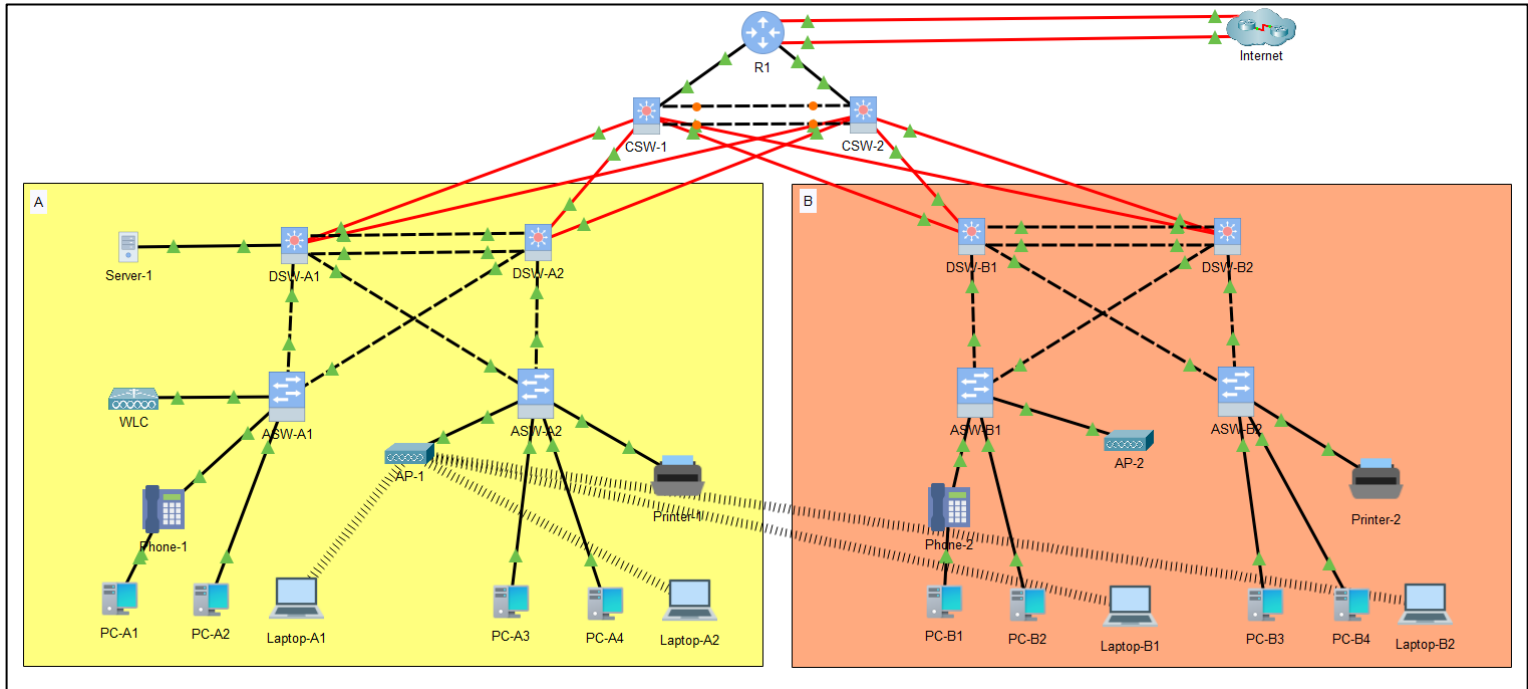 Internet
R1
CSW-1
CSW-2
A
B
Server-1
DSW-A1
DSW-A2
DSW-B1
DSW-B2
WLC
ASW-A1
ASW-A2
ASW-B1
ASW-B2
AP-1
AP-2
Printer-1
Printer-2
Phone-1
Phone-2
PC-A1
PC-A2
Laptop-A1
PC-A3
PC-A4
Laptop-A2
PC-B1
PC-B2
Laptop-B1
PC-B3
PC-B4
Laptop-B2